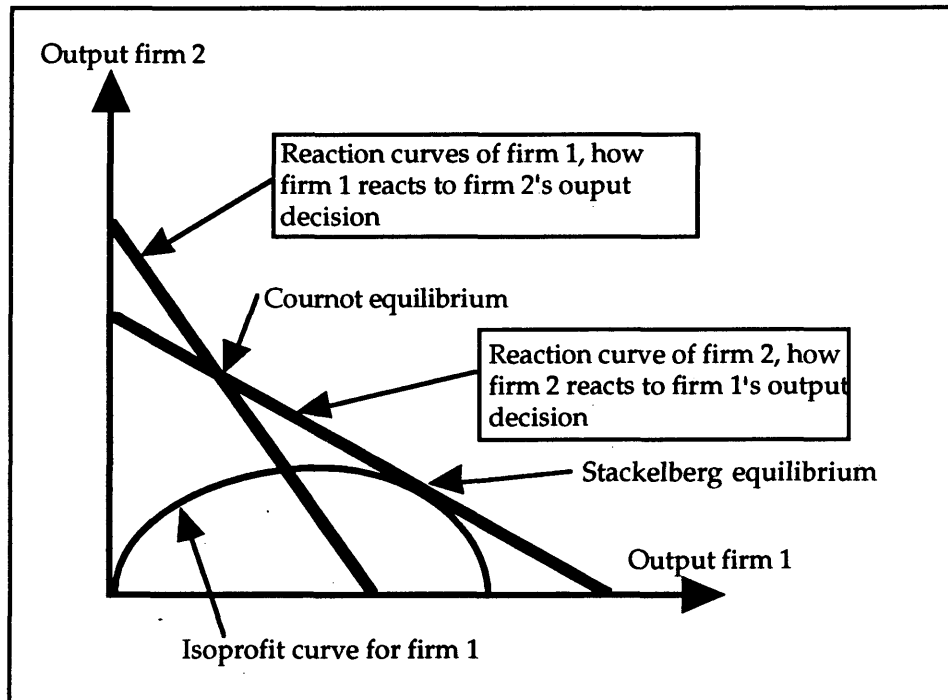 Output firm 2
Reaction curves of firm 1, how
firm 1 reacts to firm 2's ouput
decision
Cournot equilibrium
Reaction curve of firm 2, how
firm 2 reacts to firm 1's output
decision
Stackelberg equilibrium
Output firm 1
Isoprofit curve for firm 1